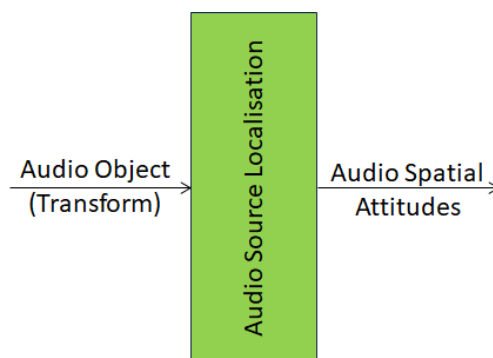 Audio Object
(Transform)
Audio Source Localisation
Audio Spatial
Attitudes